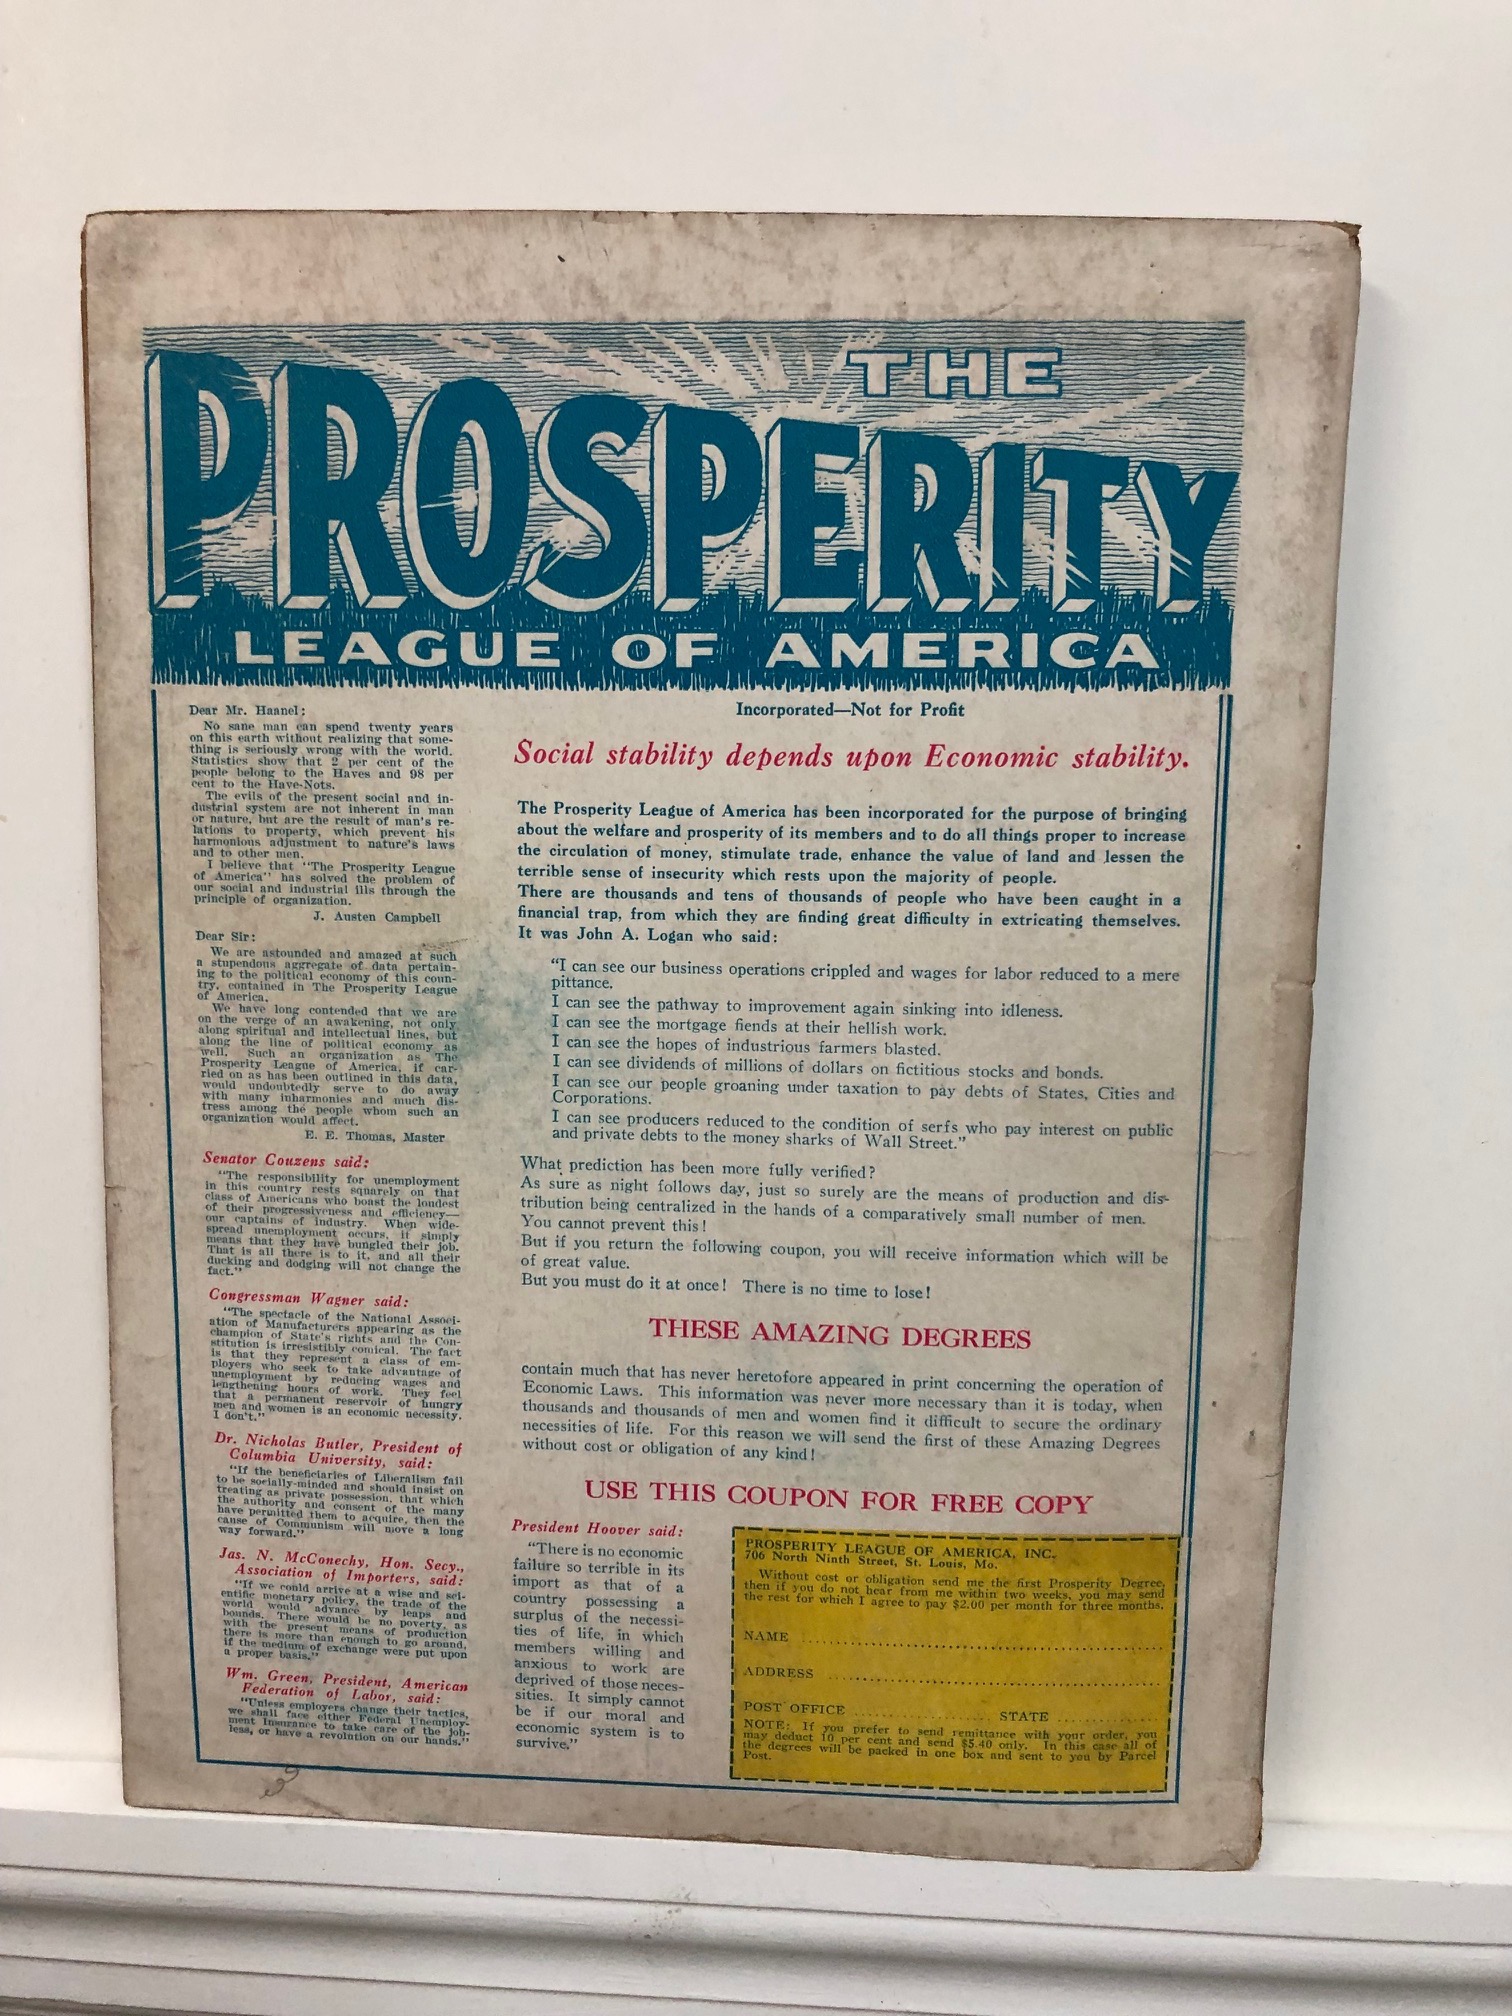 THE
PROSPERITY
LEAGUE OF AMERICA
Dear Mr. Haanel:
No sane man can spend twenty years
on this earth without realizing that some-
thing is seriously wrong with the world.
Statistics show that 2 per cent of the
people belong to the Haves and 98 per
cent to the Have-Nots.
The evils of the present social and in-
dustrial system are not inherent in man
or nature, but are the result of man's re-
lations to property, which prevent his
harmonious adjustment to nature's laws
and to other men.
I believe that "The Prosperity League
of America" has solved the problem of
our social and industrial ills through the
principle of organization.
J. Austen Campbell
Dear Sir:
We are astounded and amazed at such
a stupendous aggregate of data pertain-
ing to the political economy of this coun-
try, contained in The Prosperity League
of America.
We have long contended that we are
on the verge of an awakening, not only
along spiritual and intellectual lines, but
along the line of political economy as
well. Such an organization as The
Prosperity League of America, if car-
ried on as has been outlined in this data,
would undoubtedly serve to do away
with many inharmonies and much dis-
tress among the people whom such an
organization would affect.
E. E. Thomas, Master
Senator Couzens said:
"The responsibility for unemployment
in this country rests squarely on that
class of Americans who boast the loudest
of their progressiveness and efficiency—
our captains of industry. When wide-
spread unemployment occurs, it simply
means that they have bungled their job.
That is all there is to it, and all their
ducking and dodging will not change the
fact."
Congressman Wagner said:
"The spectacle of the National Associ-
ation of Manufacturers appearing as the
champion of State's rights and the Con-
stitution is irresistibly comical. The fact
is that they represent a class of em-
ployers who seek to take advantage of
unemployment by reducing wages and
lengthening hours of work. They feel
that a permanent reservoir of hungry
men and women is an economic necessity.
I don't."
Dr. Nicholas Butler, President of
Columbia University, said:
"If the beneficiaries of Liberalism fail
to be socially-minded and should insist on
treating as private possession, that which
the authority and consent of the many
have permitted them to acquire, then the
cause of Communism will move a long
way forward."
Jas. N. McConechy, Hon. Secy.,
Association of Importers, said:
"If we could arrive at a wise and sci-
entific monetary policy, the trade of the
world would advance by leaps and
bounds. There would be no poverty, as
with the present means of production
there is more than enough to go around,
if the medium of exchange were put upon
a proper basis."
Wm. Green, President, American
Federation of Labor, said:
"Unless employers change their tactics,
we shall face either Federal Unemploy-
ment Insurance to take care of the job-
less, or have a revolution on our hands."
Incorporated—Not for Profit
Social stability depends upon Economic stability.
The Prosperity League of America has been incorporated for the purpose of bringing
about the welfare and prosperity of its members and to do all things proper to increase
the circulation of money, stimulate trade, enhance the value of land and lessen the
terrible sense of insecurity which rests upon the majority of people.
There are thousands and tens of thousands of people who have been caught in a
financial trap, from which they are finding great difficulty in extricating themselves.
It was John A. Logan who said:
"I can see our business operations crippled and wages for labor reduced to a mere
pittance.
I can see the pathway to improvement again sinking into idleness.
I can see the mortgage fiends at their hellish work.
I can see the hopes of industrious farmers blasted.
I can see dividends of millions of dollars on fictitious stocks and bonds.
I can see our people groaning under taxation to pay debts of States, Cities and
Corporations.
I can see producers reduced to the condition of serfs who pay interest on public
and private debts to the money sharks of Wall Street."
What prediction has been more fully verified?
As sure as night follows day, just so surely are the means of production and dis-
tribution being centralized in the hands of a comparatively small number of men.
You cannot prevent this!
But if you return the following coupon, you will receive information which will be
of great value.
But you must do it at once! There is no time to lose!
THESE AMAZING DEGREES
contain much that has never heretofore appeared in print concerning the operation of
Economic Laws. This information was never more necessary than it is today, when
thousands and thousands of men and women find it difficult to secure the ordinary
necessities of life. For this reason we will send the first of these Amazing Degrees
without cost or obligation of any kind!
USE THIS COUPON FOR FREE COPY
President Hoover said:
"There is no economic
failure so terrible in its
import as that of a
country possessing a
surplus of the necessi-
ties of life, in which
members willing and
anxious to work are
deprived of those neces-
sities. It simply cannot
be if our moral and
economic system is to
survive."
PROSPERITY LEAGUE OF AMERICA, INC.
706 North Ninth Street, St. Louis, Mo.
Without cost or obligation send me the first Prosperity Degree,
then if you do not hear from me within two weeks, you may send
the rest for which I agree to pay $2.00 per month for three months.
NAME
ADDRESS
POST OFFICE STATE
NOTE: If you prefer to send remittance with your order, you
may deduct 10 per cent and send $5.40 only. In this case all of
the degrees will be packed in one box and sent to you by Parcel
Post.